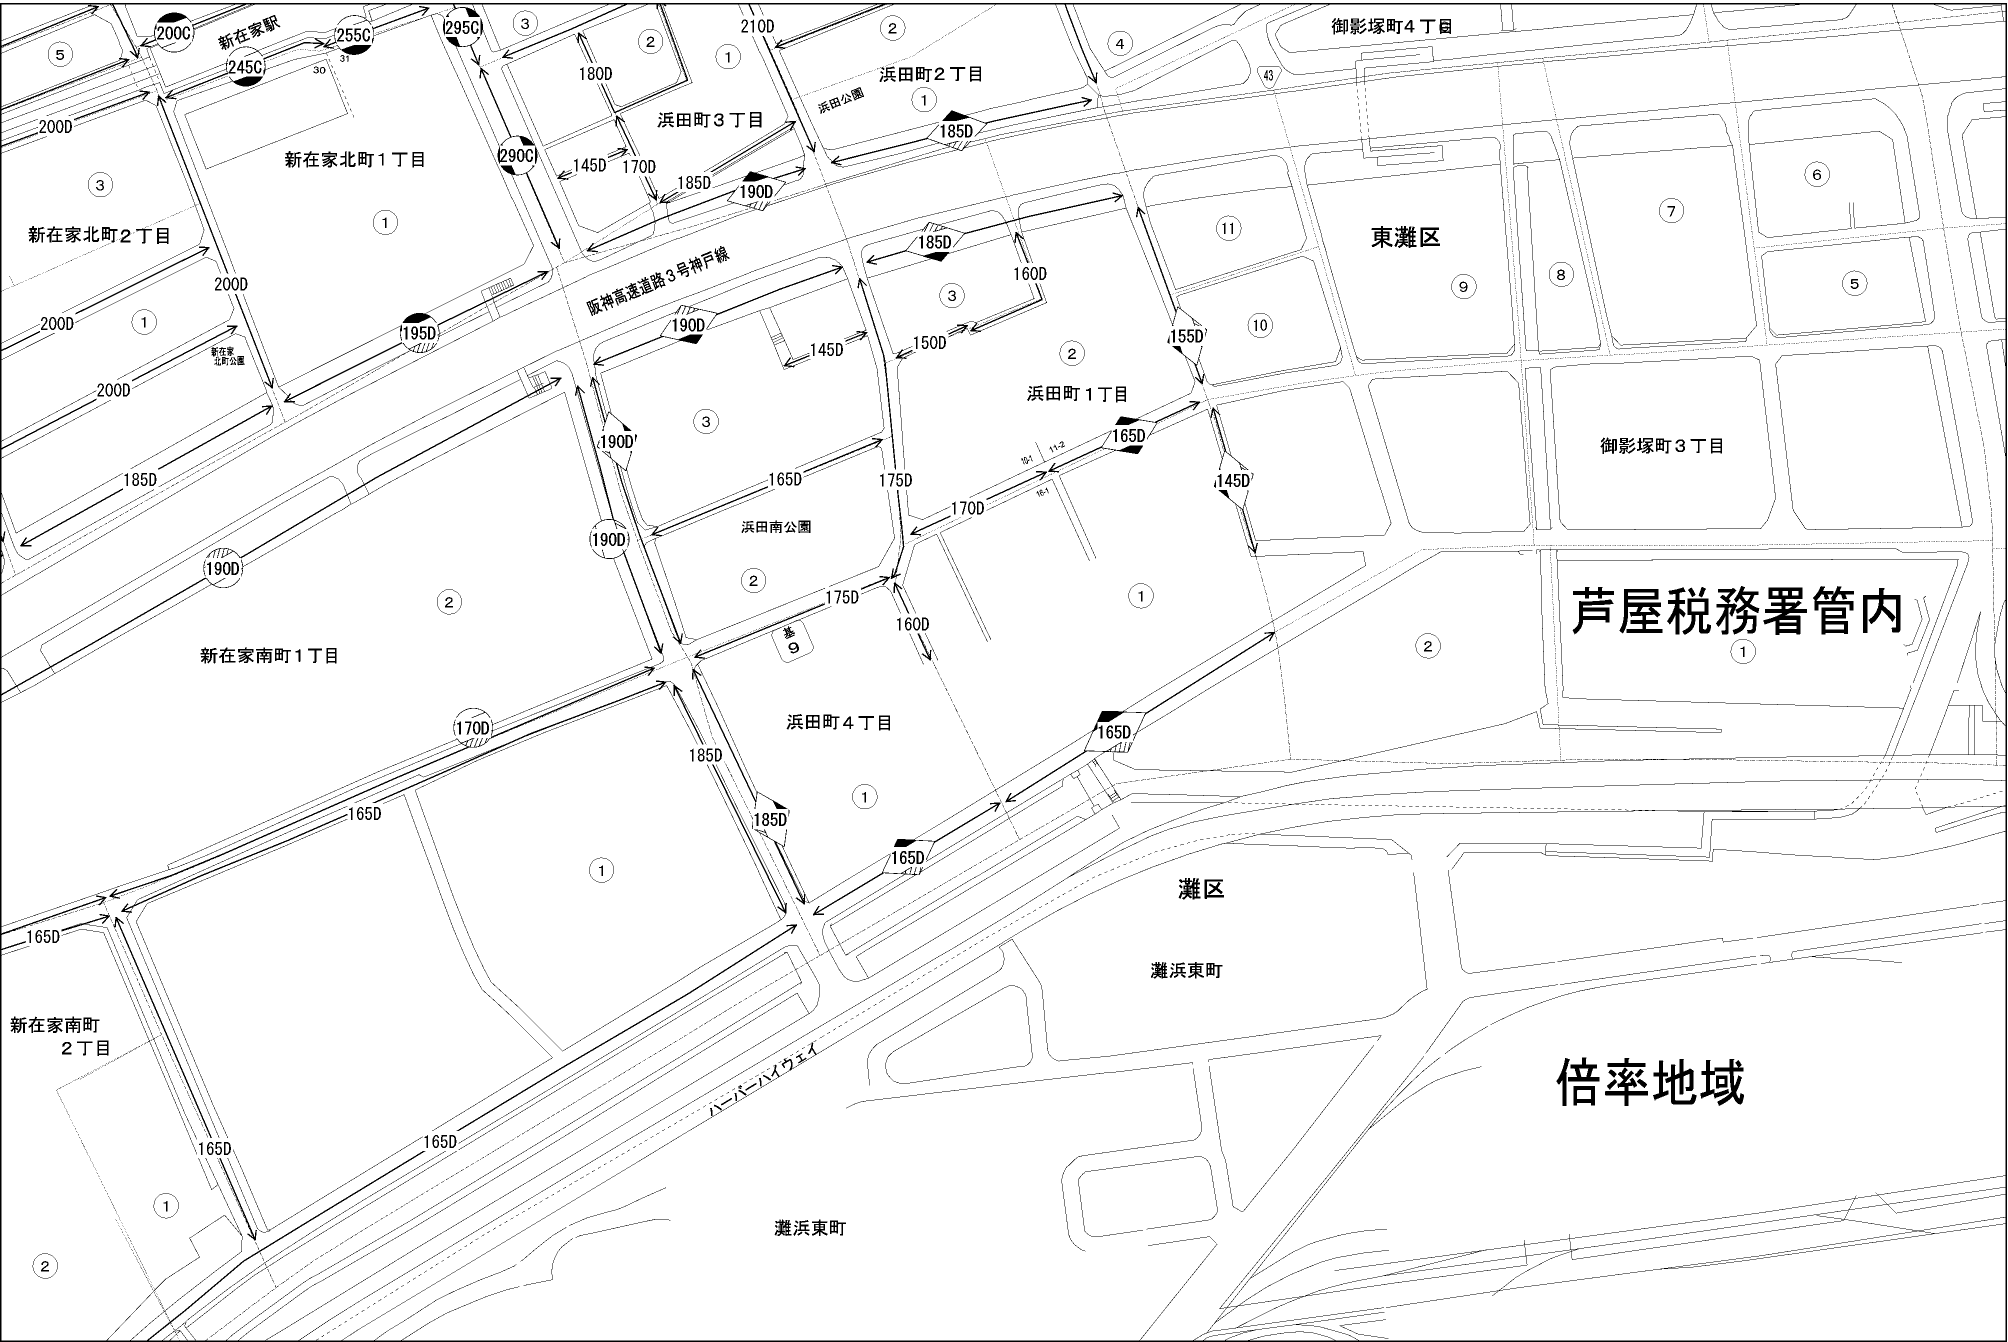 200C
新在家駅
255C
295C
3
210D
2
御影塚町4丁目
5
245C
30
31
2
1
4
180D
浜田町2丁目
43
200D
浜田公園
1
浜田町3丁目
185D
新在家北町1丁目
290C
145D
170D
6
3
185D
190D
1
11
7
新在家北町2丁目
185D
東灘区
阪神高速道路3号神戸線
160D
200D
3
9
8
5
200D
1
195D
190D
10
新在家
北町公園
145D
150D
155D
2
200D
浜田町1丁目
3
190D
165D
御影塚町3丁目
10-1
11-2
185D
165D
175D
145D
16-1
170D
浜田南公園
190D
190D
2
2
175D
1
芦屋税務署管内
160D
基
9
新在家南町1丁目
2
1
170D
浜田町4丁目
165D
185D
1
165D
185D
165D
1
灘区
165D
灘浜東町
新在家南町
2丁目
ハーバーハイウェイ
倍率地域
165D
165D
1
灘浜東町
2